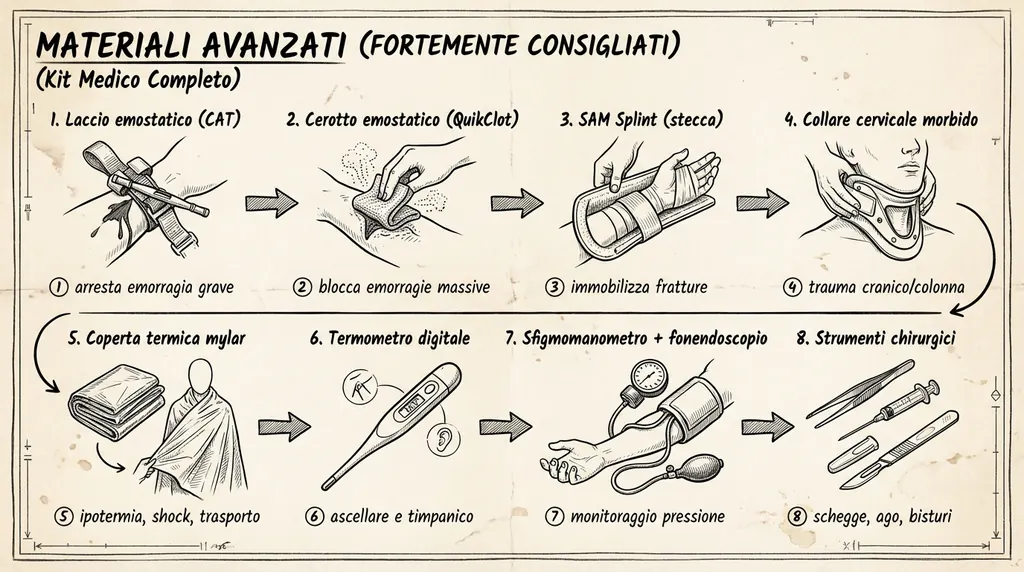 MATERIALI AVANZATI (FORTEMENTE CONSIGLIATI)
(Kit Medico Completo)
1. Laccio emostatico (CAT)
2. Cerotto emostatico (QuikClot)
3. SAM Splint (stecca)
4. Collare cervicale morbido
① arresta emorragia grave
② blocca emorragie massive
③ immobilizza fratture
④ trauma cranico/colonna
5. Coperta termica mylar
6. Termometro digitale
7. Sfigmomanometro + fonendoscopio
8. Strumenti chirurgici
⑤ ipotermia, shock, trasporto
⑥ ascellare e timpanico
⑦ monitoraggio pressione
⑧ schegge, ago, bisturi